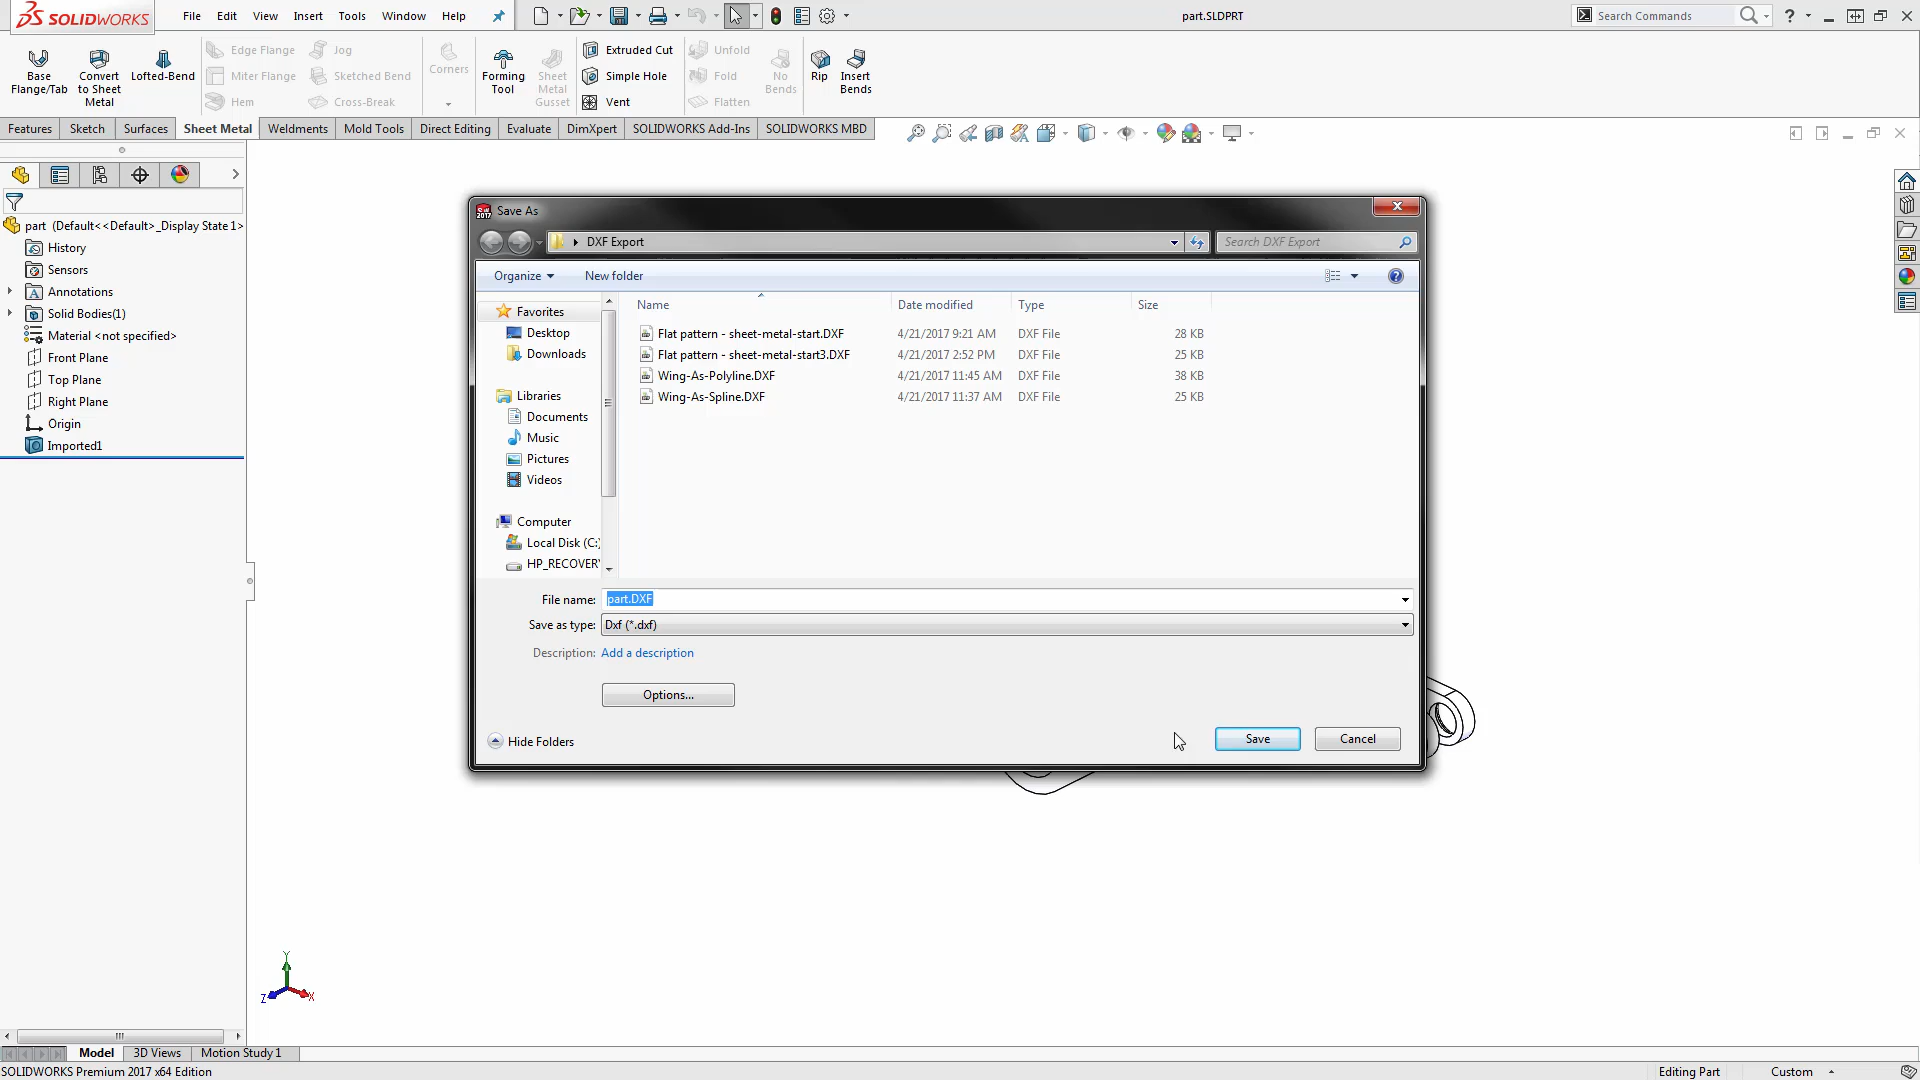 SOLIDWORKS
File Edit View Insert Tools Window Help
part.SLDPRT
Search Commands
Base Flange/Tab
Convert to Sheet Metal
Lofted-Bend
Edge Flange
Miter Flange
Hem
Jog
Sketched Bend
Cross-Break
Corners
Forming Tool
Sheet Metal Gusset
Extruded Cut
Simple Hole
Vent
Unfold
Fold
Flatten
No Bends
Rip
Insert Bends
Features Sketch Surfaces Sheet Metal Weldments Mold Tools Direct Editing Evaluate DimXpert SOLIDWORKS Add-Ins SOLIDWORKS MBD
part (Default<<Default>_Display State 1>
History
Sensors
Annotations
Solid Bodies(1)
Material <not specified>
Front Plane
Top Plane
Right Plane
Origin
Imported1
Save As
DXF Export
Search DXF Export
Organize New folder
Favorites
Desktop
Downloads
Libraries
Documents
Music
Pictures
Videos
Computer
Local Disk (C:)
HP_RECOVERY
Name Date modified Type Size
Flat pattern - sheet-metal-start.DXF 4/21/2017 9:21 AM DXF File 28 KB
Flat pattern - sheet-metal-start3.DXF 4/21/2017 2:52 PM DXF File 25 KB
Wing-As-Polyline.DXF 4/21/2017 11:45 AM DXF File 38 KB
Wing-As-Spline.DXF 4/21/2017 11:37 AM DXF File 25 KB
File name: part.DXF
Save as type: Dxf (*.dxf)
Description: Add a description
Options...
Hide Folders
Save Cancel
Y
Z X
Model 3D Views Motion Study 1
SOLIDWORKS Premium 2017 x64 Edition
Editing Part Custom